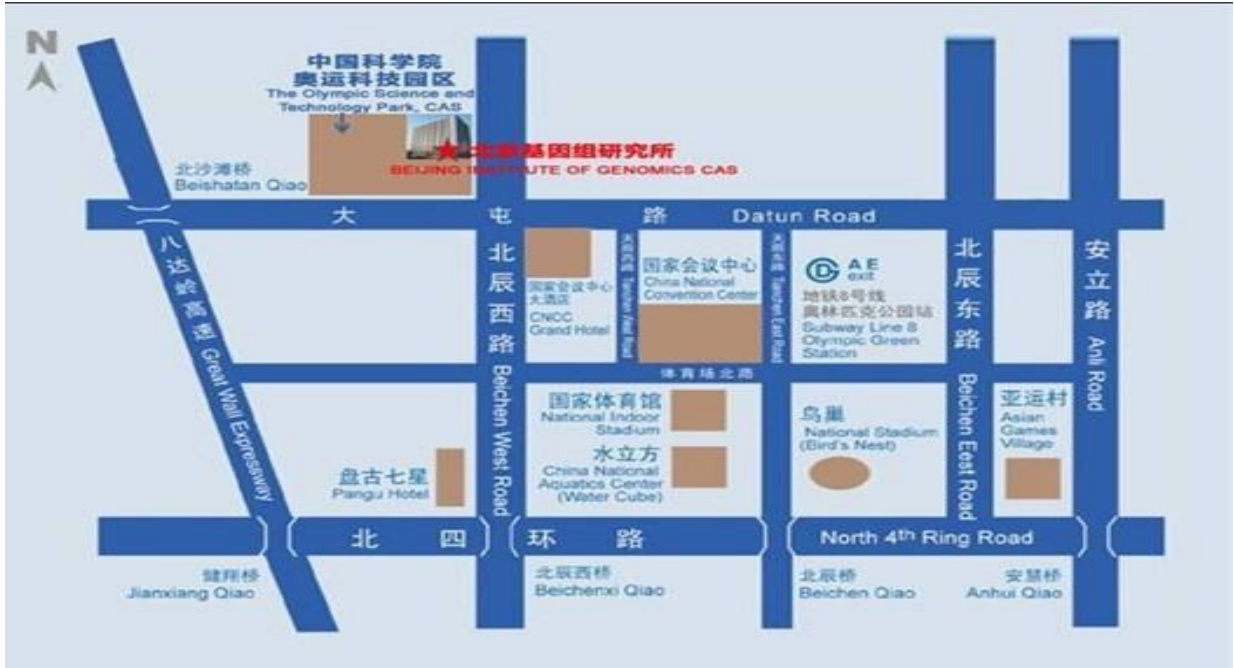 N
中国科学院
奥运科技园区
The Olympic Science and
Technology Park, CAS
北京基因组研究所
BEIJING INSTITUTE OF GENOMICS CAS
北沙滩桥
Beishatan Qiao
大屯路 Datun Road
八达岭高速 Great Wall Expressway
北辰西路 Beichen West Road
国家会议中心
大酒店
CNCC
Grand Hotel
天辰西路 Tianchen West Road
国家会议中心
China National
Convention Center
天辰东路 Tianchen East Road
A E
exit
地铁8号线
奥林匹克公园站
Subway Line 8
Olympic Green
Station
北辰东路 Beichen Eest Road
安立路 Anli Road
体育场北路
国家体育馆
National Indoor
Stadium
水立方
China National
Aquatics Center
(Water Cube)
鸟巢
National Stadium
(Bird's Nest)
亚运村
Asian
Games
Village
盘古七星
Pangu Hotel
北四环路 North 4th Ring Road
健翔桥
Jianxiang Qiao
北辰西桥
Beichenxi Qiao
北辰桥
Beichen Qiao
安慧桥
Anhui Qiao